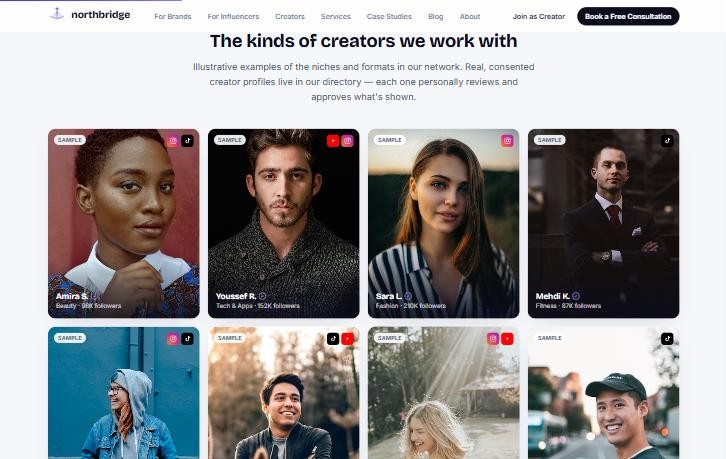 northbridge
For Brands
For Influencers
Creators
Services
Case Studies
Blog
About
Join as Creator
Book a Free Consultation
The kinds of creators we work with
Illustrative examples of the niches and formats in our network. Real, consented
creator profiles live in our directory — each one personally reviews and
approves what's shown.
SAMPLE
SAMPLE
SAMPLE
SAMPLE
Amira S.
Beauty · 98K followers
Youssef R.
Tech & Apps · 152K followers
Sara L.
Fashion · 210K followers
Mehdi K.
Fitness · 87K followers
SAMPLE
SAMPLE
SAMPLE
SAMPLE